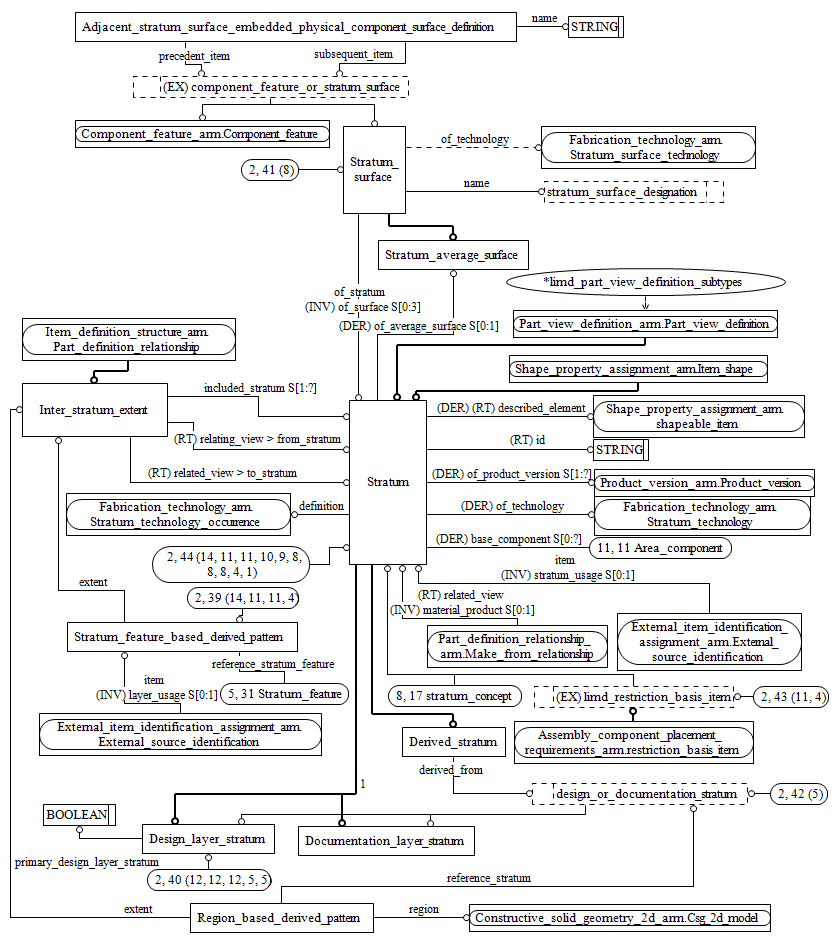 Adjacent_stratum_surface_embedded_physical_component_surface_definition
name
STRING
precedent_item
subsequent_item
(EX) component_feature_or_stratum_surface
Component_feature_arm.Component_feature
Stratum_
surface
of_technology
Fabrication_technology_arm.
Stratum_surface_technology
2, 41 (8)
name
stratum_surface_designation
Stratum_average_surface
*limd_part_view_definition_subtypes
of_stratum
(INV) of_surface S[0:3]
(DER) of_average_surface S[0:1]
Part_view_definition_arm.Part_view_definition
Item_definition_structure_arm.
Part_definition_relationship
Shape_property_assignment_arm.Item_shape
Inter_stratum_extent
included_stratum S[1:?]
(DER) (RT) described_element
Shape_property_assignment_arm.
shapeable_item
(RT) relating_view > from_stratum
(RT) id
STRING
(RT) related_view > to_stratum
Stratum
(DER) of_product_version S[1:?]
Product_version_arm.Product_version
Fabrication_technology_arm.
Stratum_technology_occurrence
definition
(DER) of_technology
Fabrication_technology_arm.
Stratum_technology
2, 44 (14, 11, 11, 10, 9, 8,
8, 8, 4, 1)
(DER) base_component S[0:?]
11, 11 Area_component
item
(INV) stratum_usage S[0:1]
extent
2, 39 (14, 11, 11, 4)
(RT) related_view
(INV) material_product S[0:1]
Stratum_feature_based_derived_pattern
Part_definition_relationship_
arm.Make_from_relationship
External_item_identification_
assignment_arm.External_
source_identification
reference_stratum_feature
item
(INV) layer_usage S[0:1]
5, 31 Stratum_feature
8, 17 stratum_concept
(EX) limd_restriction_basis_item
2, 43 (11, 4)
External_item_identification_assignment_arm.
External_source_identification
Derived_stratum
Assembly_component_placement_
requirements_arm.restriction_basis_item
derived_from
1
design_or_documentation_stratum
2, 42 (5)
BOOLEAN
Design_layer_stratum
Documentation_layer_stratum
primary_design_layer_stratum
2, 40 (12, 12, 12, 5, 5)
reference_stratum
extent
Region_based_derived_pattern
region
Constructive_solid_geometry_2d_arm.Csg_2d_model